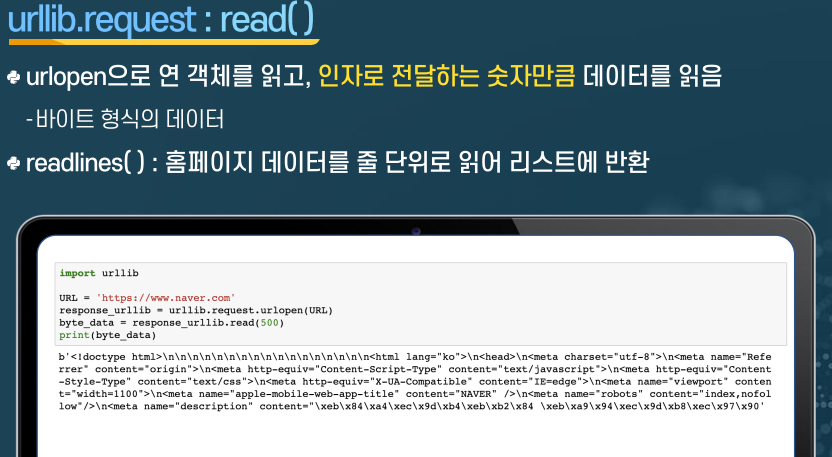 urllib.request : read( )
urlopen으로 연 객체를 읽고, 인자로 전달하는 숫자만큼 데이터를 읽음
-바이트 형식의 데이터
readlines( ) : 홈페이지 데이터를 줄 단위로 읽어 리스트에 반환
import urllib
URL = 'https://www.naver.com'
response_urllib = urllib.request.urlopen(URL)
byte_data = response_urllib.read(500)
print(byte_data)
b'<!doctype html>\n\n\n\n\n\n\n\n\n\n\n\n\n\n\n\n\n<html lang="ko">\n<head>\n<meta charset="utf-8">\n<meta name="Refe
rrer" content="origin">\n<meta http-equiv="Content-Script-Type" content="text/javascript">\n<meta http-equiv="Content
-Style-Type" content="text/css">\n<meta http-equiv="X-UA-Compatible" content="IE=edge">\n<meta name="viewport" conten
t="width=1100">\n<meta name="apple-mobile-web-app-title" content="NAVER" />\n<meta name="robots" content="index,nofol
low"/>\n<meta name="description" content="\xeb\x84\xa4\xec\x9d\xb4\xeb\xb2\x84 \xeb\xa9\x94\xec\x9d\xb8\xec\x97\x90'